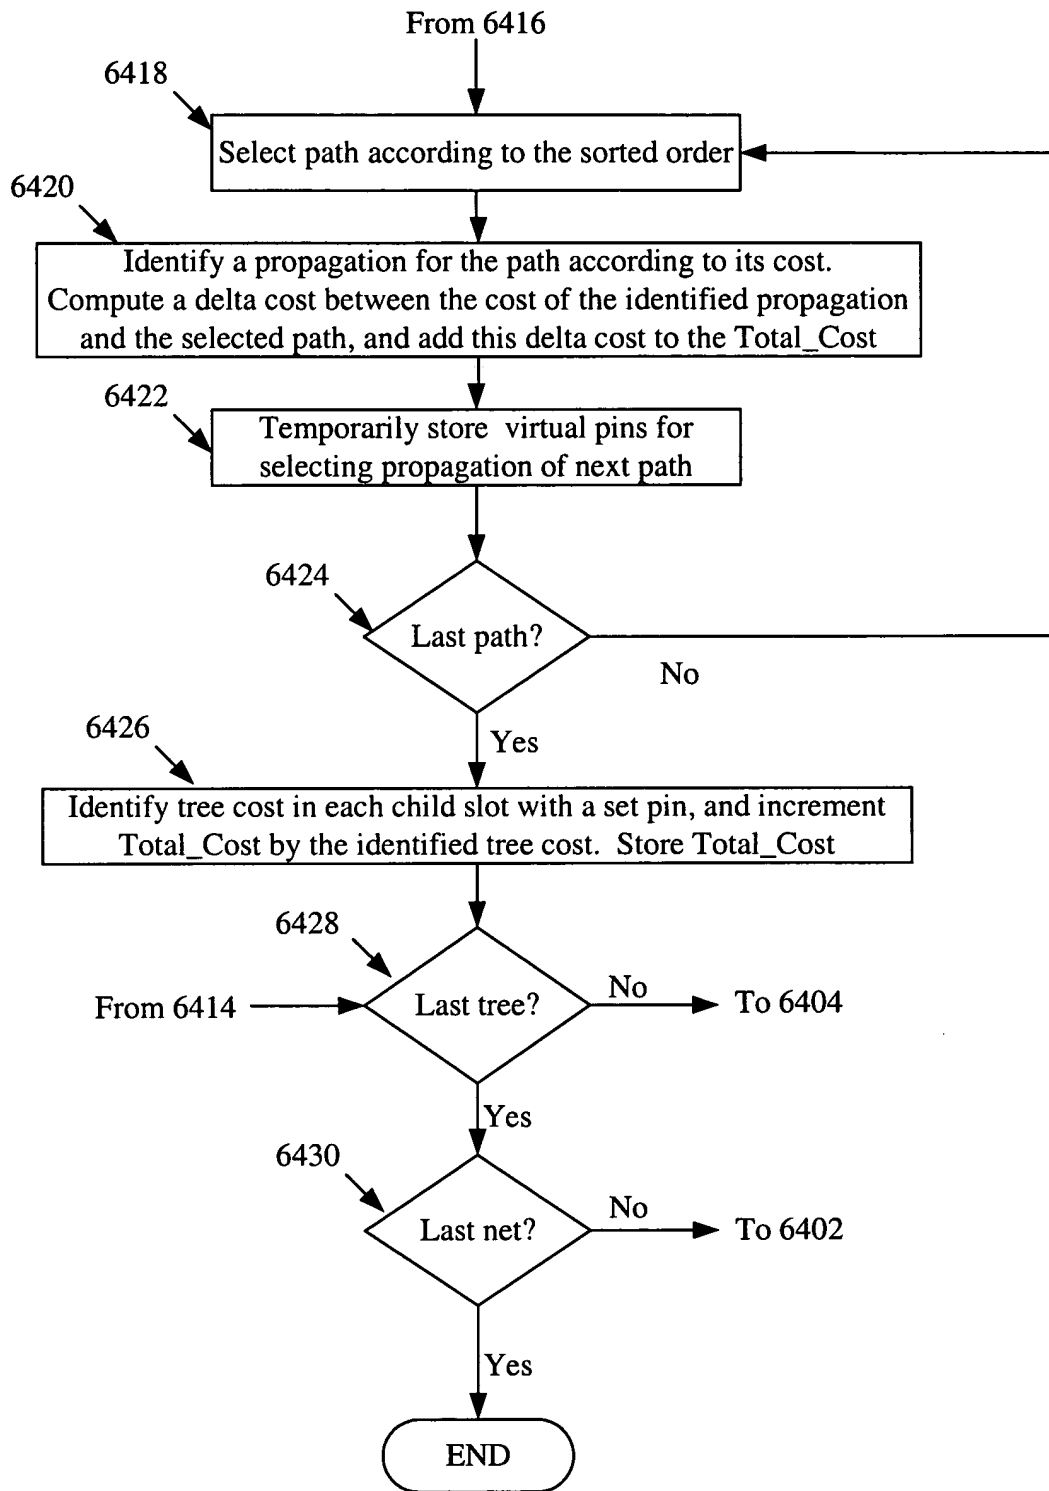 From 6416
6418
Select path according to the sorted order
6420
Identify a propagation for the path according to its cost.
Compute a delta cost between the cost of the identified propagation
and the selected path, and add this delta cost to the Total_Cost
6422
Temporarily store virtual pins for
selecting propagation of next path
6424
Last path?
No
Yes
6426
Identify tree cost in each child slot with a set pin, and increment
Total_Cost by the identified tree cost. Store Total_Cost
6428
From 6414
Last tree?
No
To 6404
Yes
6430
Last net?
No
To 6402
Yes
END